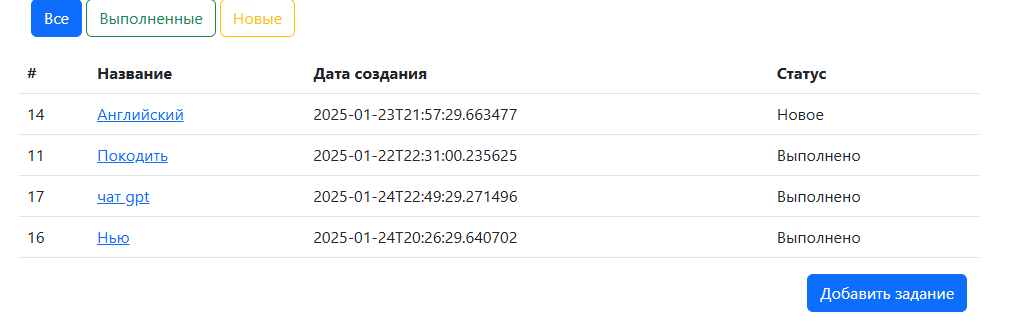 Все Выполненные Новые
# Название Дата создания Статус
14 Английский 2025-01-23T21:57:29.663477 Новое
11 Покодить 2025-01-22T22:31:00.235625 Выполнено
17 чат gpt 2025-01-24T22:49:29.271496 Выполнено
16 Нью 2025-01-24T20:26:29.640702 Выполнено
Добавить задание